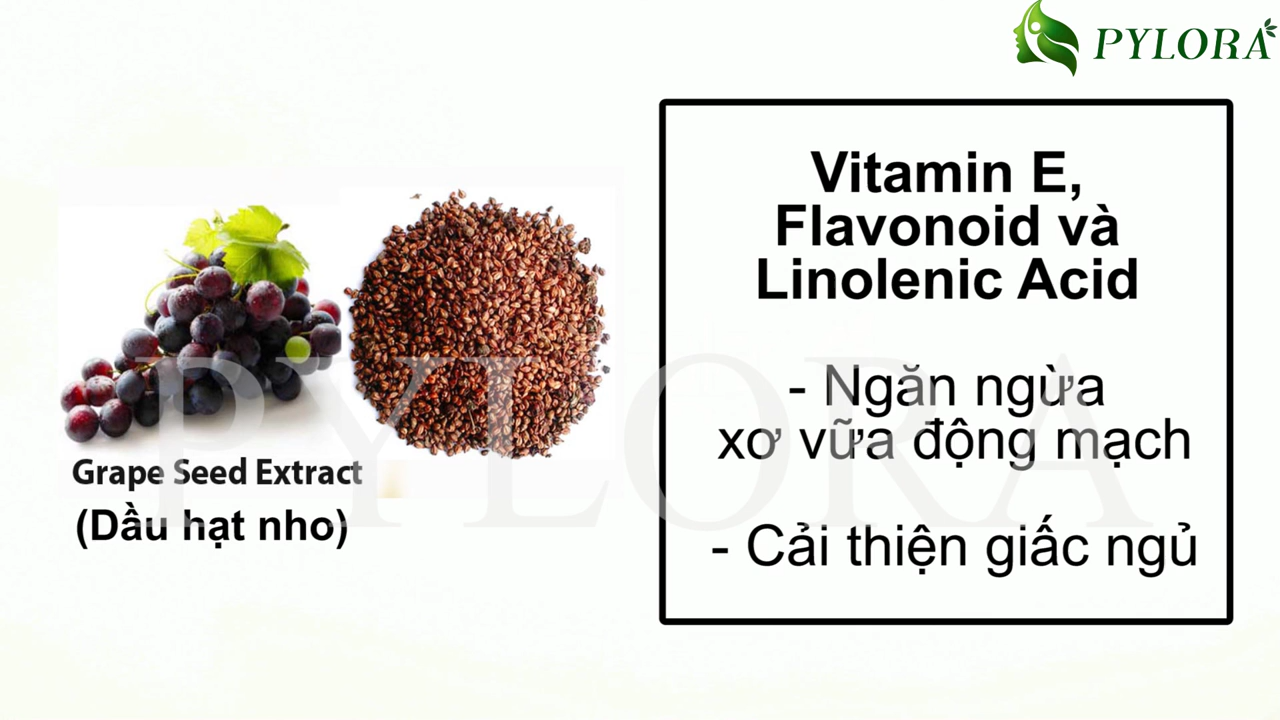 PYLORA
Vitamin E,
Flavonoid và
Linolenic Acid
- Ngăn ngừa
xơ vữa động mạch
- Cải thiện giấc ngủ
Grape Seed Extract
(Dầu hạt nho)
PYLORA